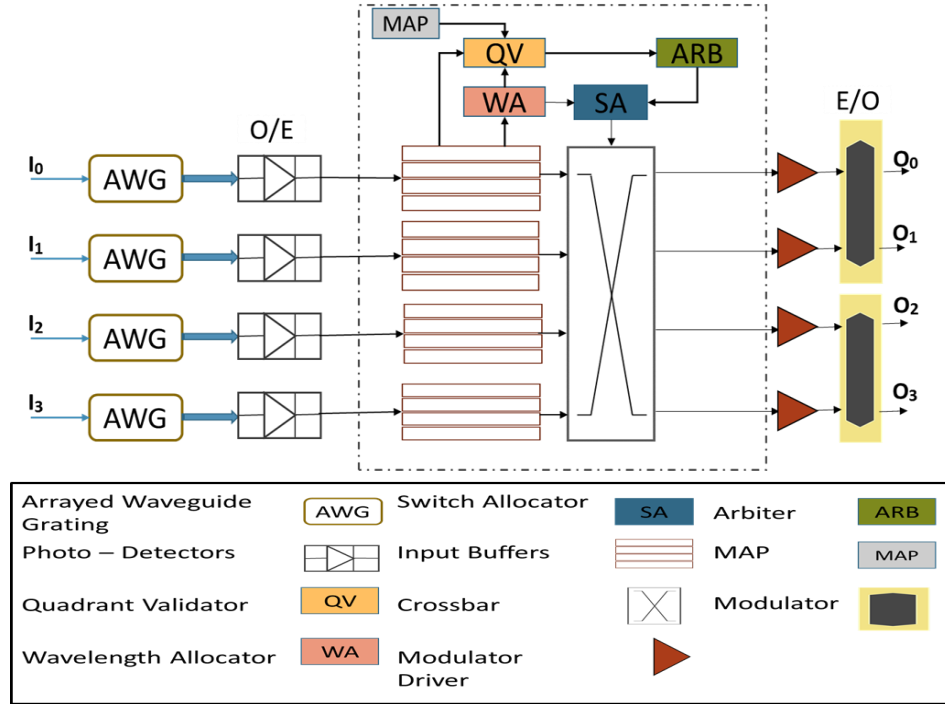 MAP
QV
ARB
WA
SA
O/E
E/O
I0
AWG
O0
I1
AWG
O1
I2
AWG
O2
I3
AWG
O3
Arrayed Waveguide
Grating
AWG
Switch Allocator
SA
Arbiter
ARB
Photo – Detectors
Input Buffers
MAP
MAP
Quadrant Validator
QV
Crossbar
Modulator
Wavelength Allocator
WA
Modulator
Driver